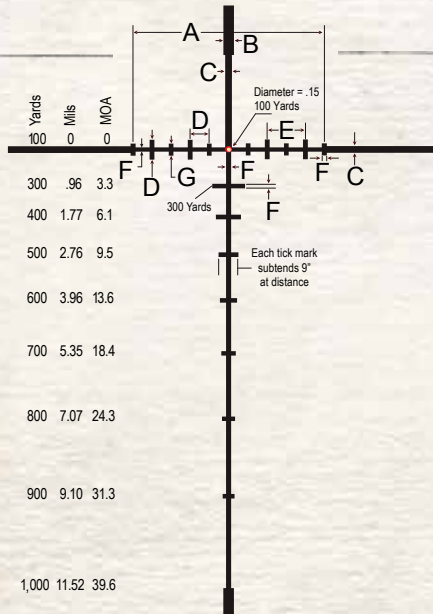 A
B
C
Diameter = .15
100 Yards
Yards Mils MOA
100 0 0
D
E
F D G F F F C
300 .96 3.3
300 Yards
400 1.77 6.1
500 2.76 9.5
Each tick mark
subtends 9"
at distance
600 3.96 13.6
700 5.35 18.4
800 7.07 24.3
900 9.10 31.3
1,000 11.52 39.6